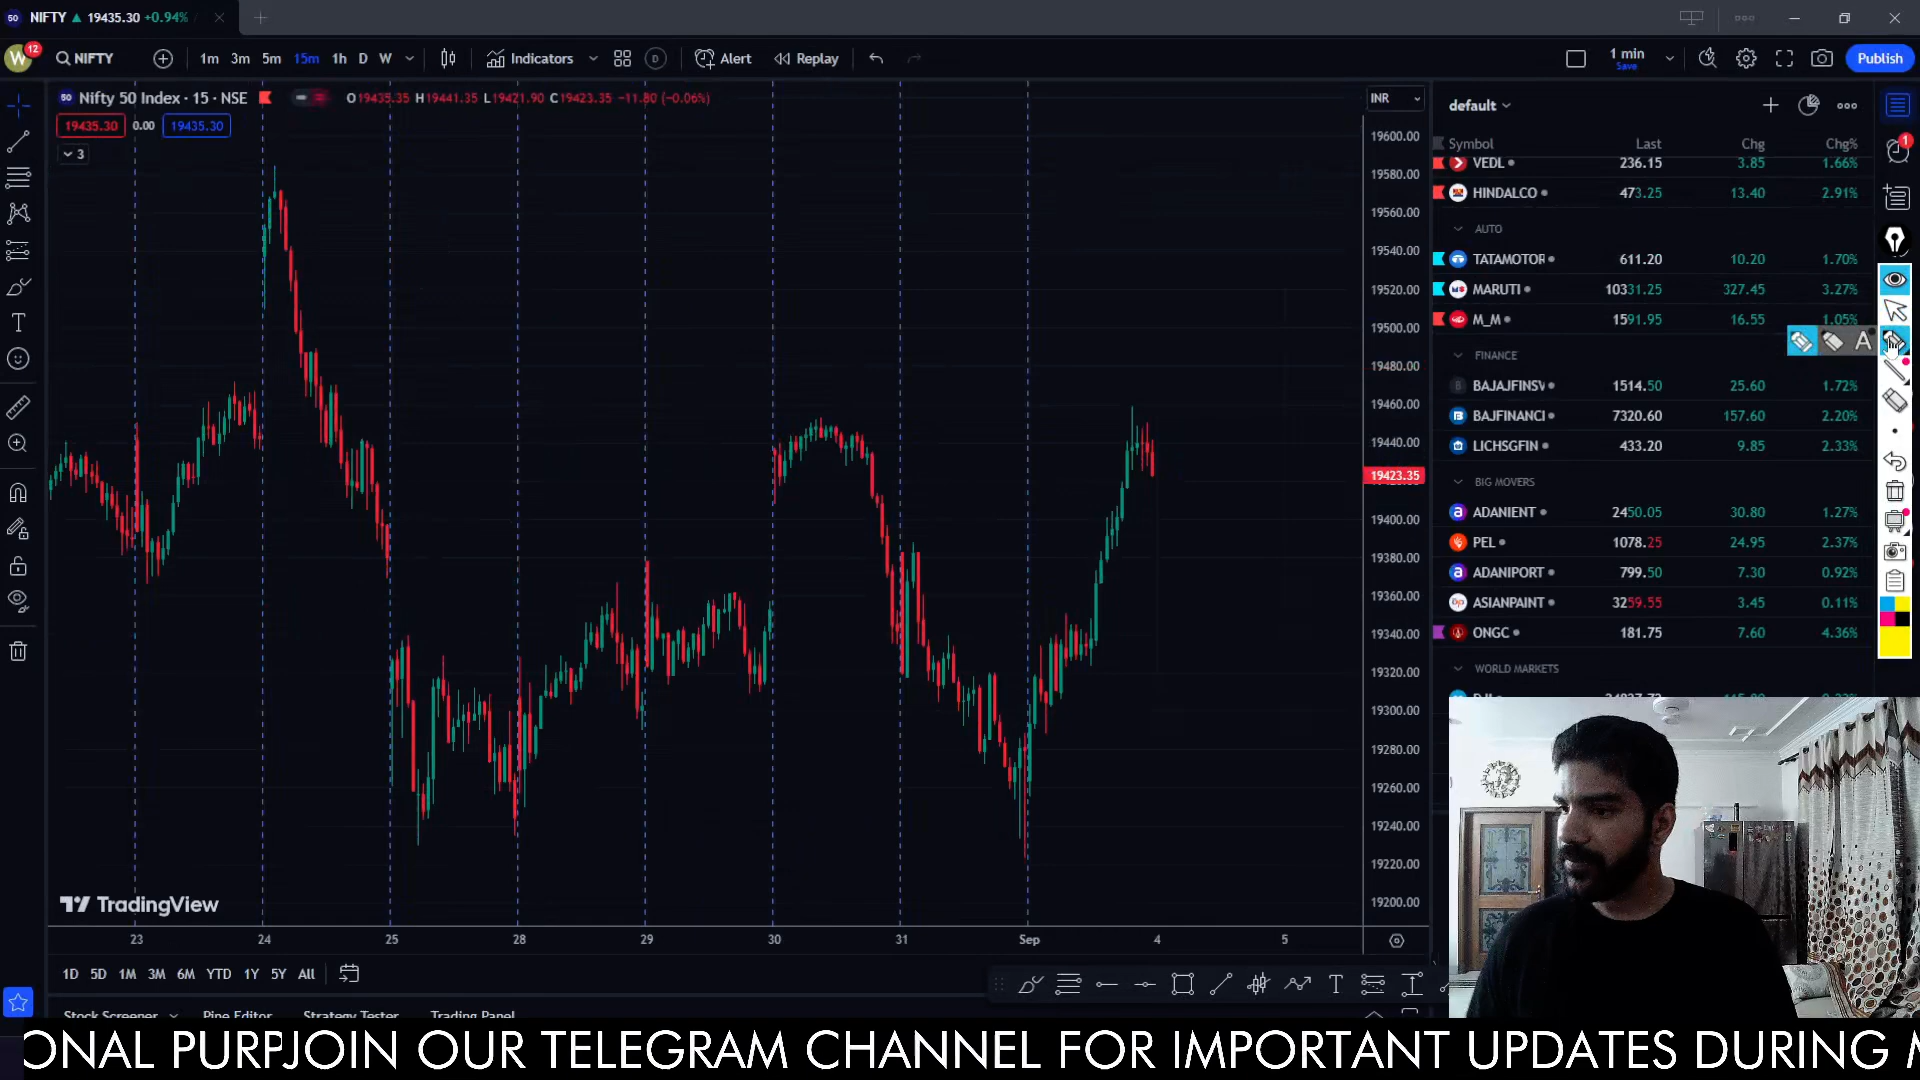 NIFTY ▲ 19435.30 +0.94%
W 12 NIFTY 1m 3m 5m 15m 1h D W Indicators D Alert Replay 1 min Save Publish
50 Nifty 50 Index · 15 · NSE O19435.35 H19441.35 L19421.90 C19423.35 −11.80 (−0.06%)
19435.30 0.00 19435.30
3
INR
19600.00
19580.00
19560.00
19540.00
19520.00
19500.00
19480.00
19460.00
19440.00
19423.35
19400.00
19380.00
19360.00
19340.00
19320.00
19300.00
19280.00
19260.00
19240.00
19220.00
19200.00
default
Symbol Last Chg Chg%
VEDL 236.15 3.85 1.66%
HINDALCO 473.25 13.40 2.91%
AUTO
TATAMOTOR 611.20 10.20 1.70%
MARUTI 10331.25 327.45 3.27%
M_M 1591.95 16.55 1.05%
A
FINANCE
BAJAJFINSV 1514.50 25.60 1.72%
BAJFINANCI 7320.60 157.60 2.20%
LICHSGFIN 433.20 9.85 2.33%
BIG MOVERS
ADANIENT 2450.05 30.80 1.27%
PEL 1078.25 24.95 2.37%
ADANIPORT 799.50 7.30 0.92%
ASIANPAINT 3259.55 3.45 0.11%
ONGC 181.75 7.60 4.36%
WORLD MARKETS
1
TradingView
23 24 25 28 29 30 31 Sep 4 5
1D 5D 1M 3M 6M YTD 1Y 5Y All
Stock Screener Pine Editor Strategy Tester Trading Panel
ONAL PURPJOIN OUR TELEGRAM CHANNEL FOR IMPORTANT UPDATES DURING